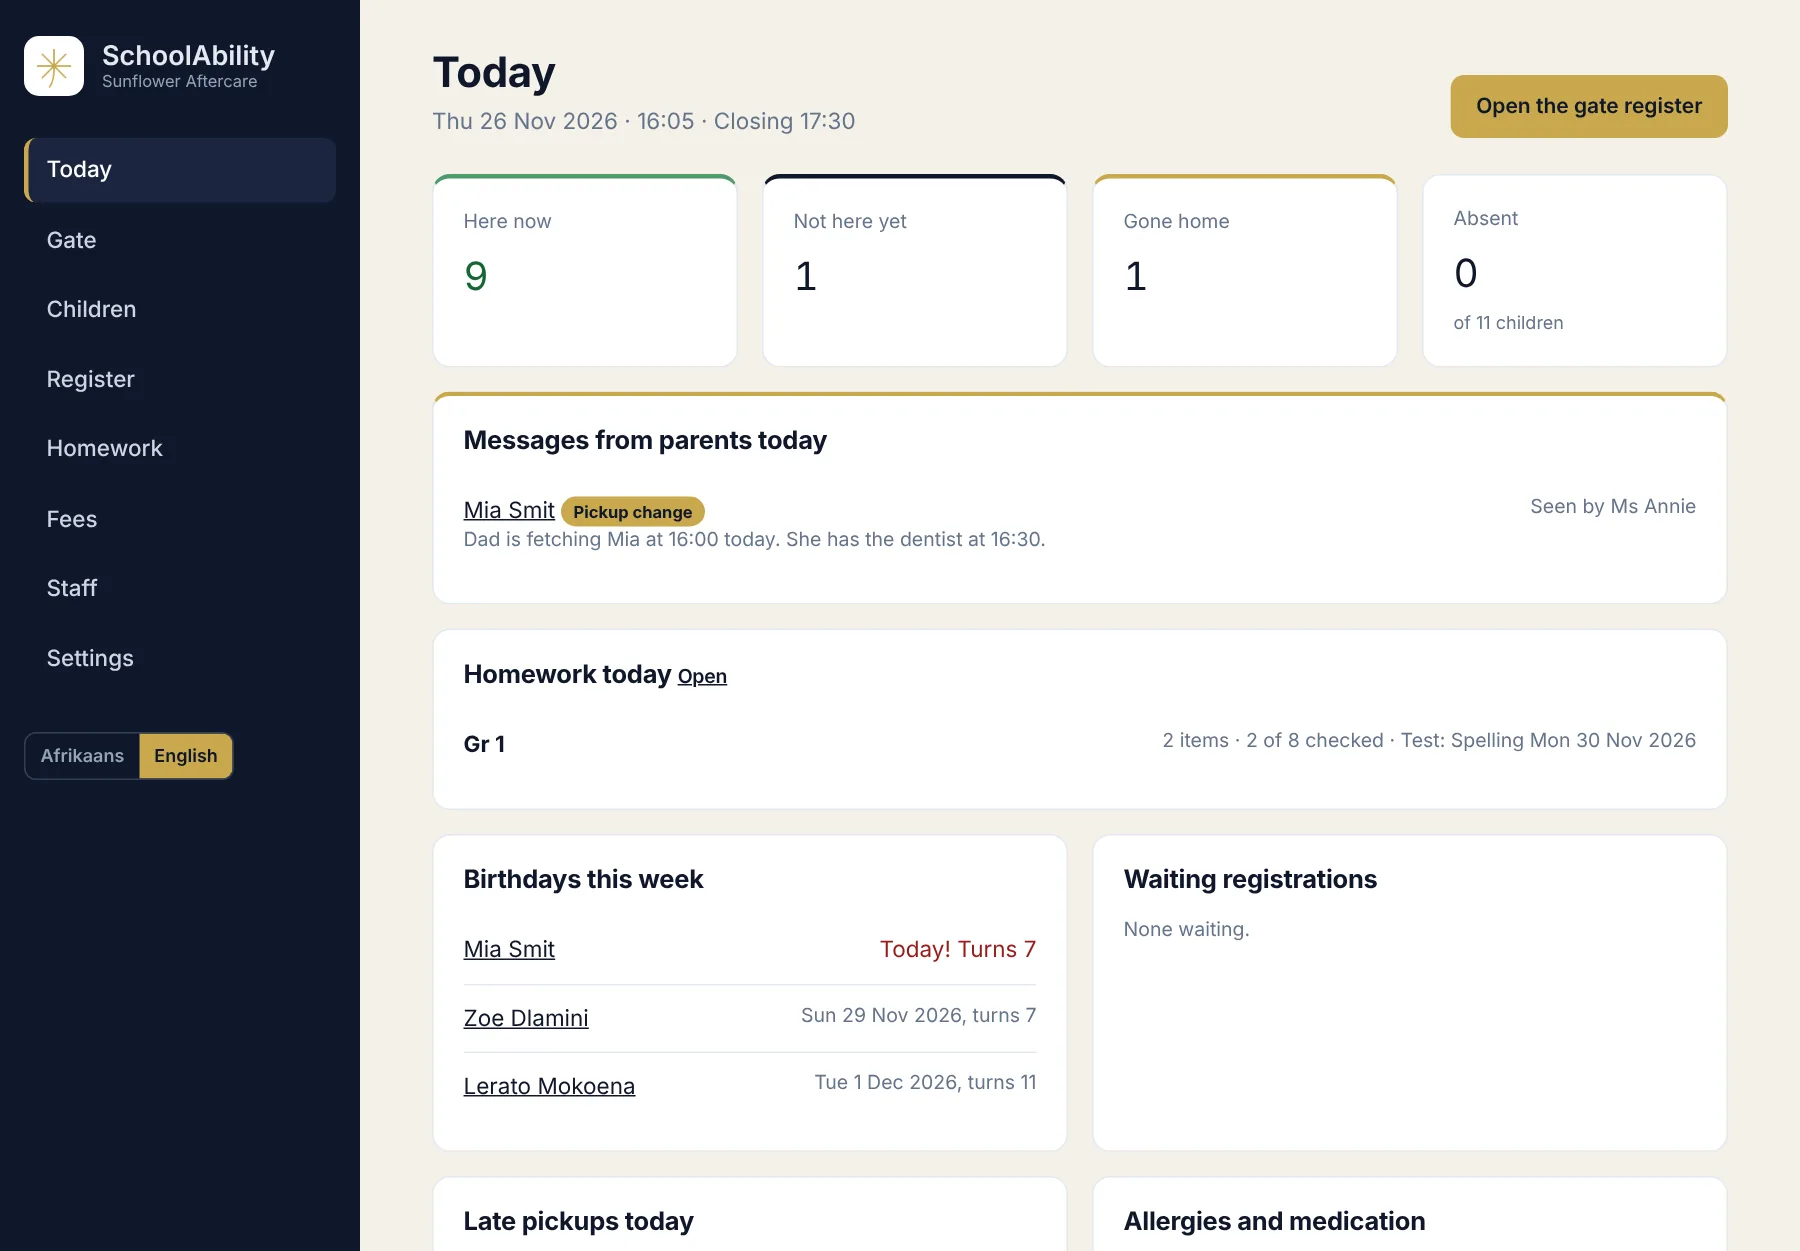 SchoolAbility
Sunflower Aftercare
Today
Gate
Children
Register
Homework
Fees
Staff
Settings
Afrikaans English
Today
Thu 26 Nov 2026 · 16:05 · Closing 17:30
Open the gate register
Here now
9
Not here yet
1
Gone home
1
Absent
0
of 11 children
Messages from parents today
Mia Smit Pickup change
Seen by Ms Annie
Dad is fetching Mia at 16:00 today. She has the dentist at 16:30.
Homework today Open
Gr 1
2 items · 2 of 8 checked · Test: Spelling Mon 30 Nov 2026
Birthdays this week
Mia Smit Today! Turns 7
Zoe Dlamini Sun 29 Nov 2026, turns 7
Lerato Mokoena Tue 1 Dec 2026, turns 11
Waiting registrations
None waiting.
Late pickups today
Allergies and medication